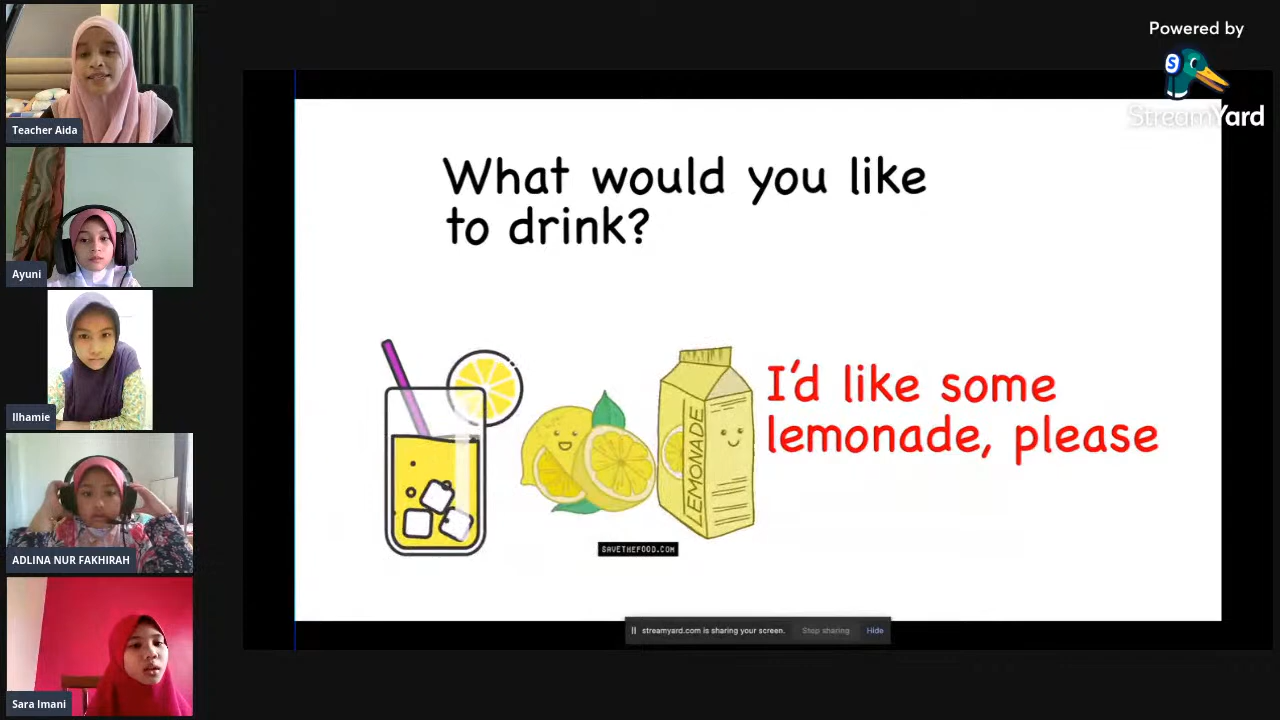 Teacher Aida
Ayuni
Ilhamie
ADLINA NUR FAKHIRAH
Sara Imani
Powered by
S
StreamYard
What would you like
to drink?
LEMONADE
I'd like some
lemonade, please
SAVETHEFOOD.COM
streamyard.com is sharing your screen.
Stop sharing
Hide